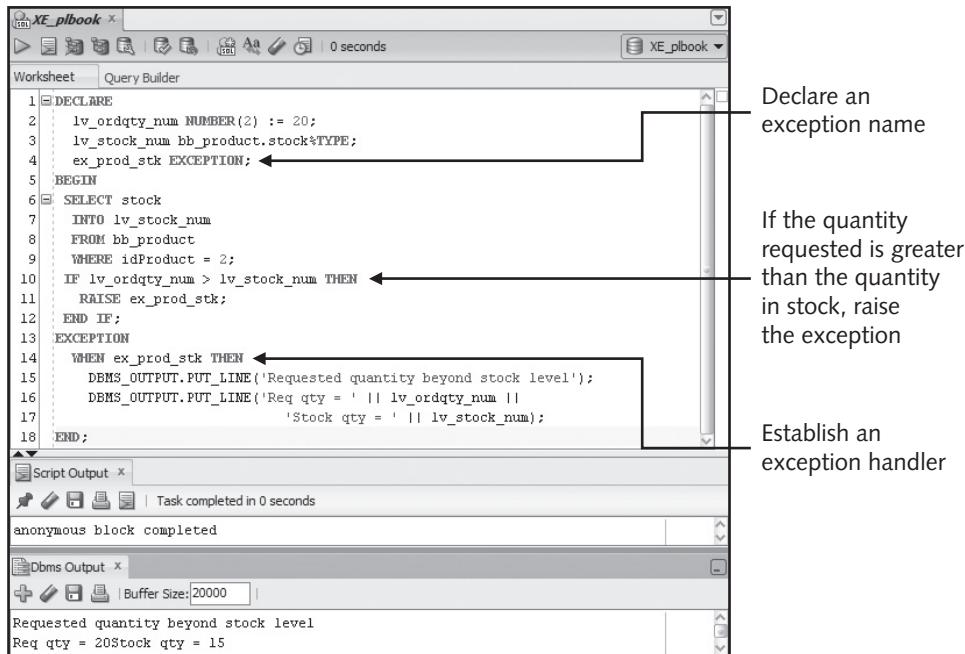 XE_plbook
0 seconds
XE_plbook
Worksheet Query Builder
1 DECLARE
2 lv_ordqty_num NUMBER(2) := 20;
3 lv_stock_num bb_product.stock%TYPE;
4 ex_prod_stk EXCEPTION;
5 BEGIN
6 SELECT stock
7 INTO lv_stock_num
8 FROM bb_product
9 WHERE idProduct = 2;
10 IF lv_ordqty_num > lv_stock_num THEN
11 RAISE ex_prod_stk;
12 END IF;
13 EXCEPTION
14 WHEN ex_prod_stk THEN
15 DBMS_OUTPUT.PUT_LINE('Requested quantity beyond stock level');
16 DBMS_OUTPUT.PUT_LINE('Req qty = ' || lv_ordqty_num ||
17 'Stock qty = ' || lv_stock_num);
18 END;
Script Output
Task completed in 0 seconds
anonymous block completed
Dbms Output
Buffer Size: 20000
Requested quantity beyond stock level
Req qty = 20Stock qty = 15
Declare an
exception name
If the quantity
requested is greater
than the quantity
in stock, raise
the exception
Establish an
exception handler